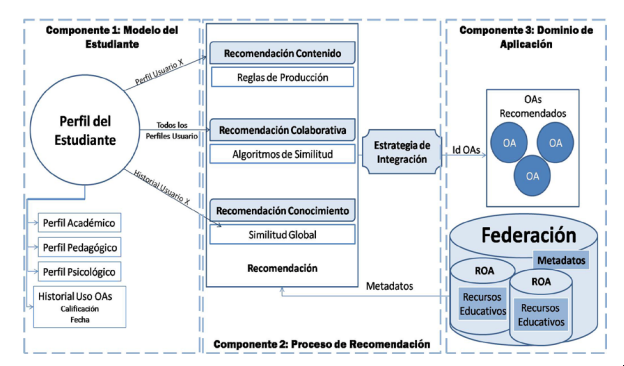 Componente 1: Modelo del
Estudiante
Perfil del
Estudiante
Perfil Académico
Perfil Pedagógico
Perfil Psicológico
Historial Uso OAs
Calificación
Fecha
Perfil Usuario X
Todos los
Perfiles Usuario
Historial Usuario X
Recomendación Contenido
Reglas de Producción
Recomendación Colaborativa
Algoritmos de Similitud
Recomendación Conocimiento
Similitud Global
Recomendación
Estrategia de
Integración
Id OAs
Metadatos
Componente 2: Proceso de Recomendación
Componente 3: Dominio de
Aplicación
OAs
Recomendados
OA
OA
OA
Federación
Metadatos
ROA
Recursos
Educativos
ROA
Recursos
Educativos